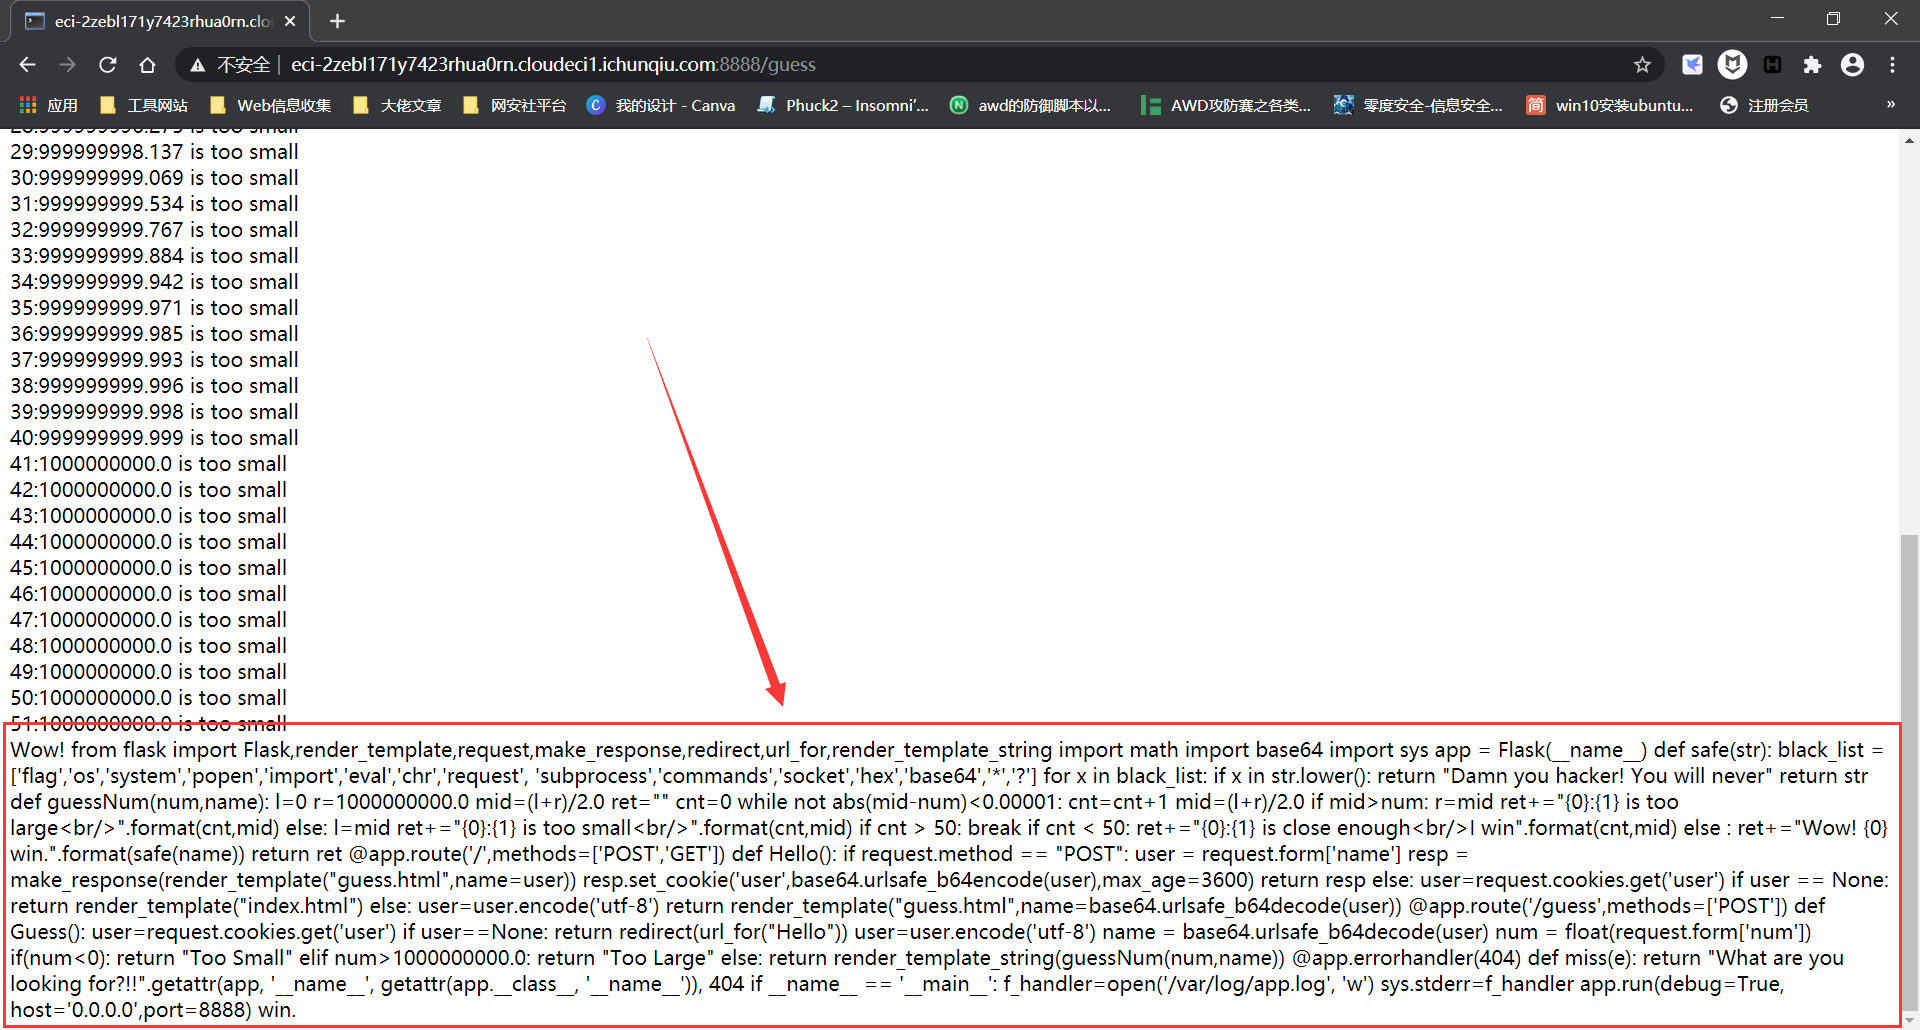 eci-2zebl171y7423rhua0rn.clo
不安全 | eci-2zebl171y7423rhua0rn.cloudeci1.ichunqiu.com:8888/guess
应用 工具网站 Web信息收集 大佬文章 网安社平台 我的设计 - Canva Phuck2 – Insomni'... awd的防御脚本以... AWD攻防赛之各类... 零度安全-信息安全... win10安装ubuntu... 注册会员 »
29:999999998.137 is too small
30:999999999.069 is too small
31:999999999.534 is too small
32:999999999.767 is too small
33:999999999.884 is too small
34:999999999.942 is too small
35:999999999.971 is too small
36:999999999.985 is too small
37:999999999.993 is too small
38:999999999.996 is too small
39:999999999.998 is too small
40:999999999.999 is too small
41:1000000000.0 is too small
42:1000000000.0 is too small
43:1000000000.0 is too small
44:1000000000.0 is too small
45:1000000000.0 is too small
46:1000000000.0 is too small
47:1000000000.0 is too small
48:1000000000.0 is too small
49:1000000000.0 is too small
50:1000000000.0 is too small
51:1000000000.0 is too small
Wow! from flask import Flask,render_template,request,make_response,redirect,url_for,render_template_string import math import base64 import sys app = Flask(__name__) def safe(str): black_list =
['flag','os','system','popen','import','eval','chr','request', 'subprocess','commands','socket','hex','base64','*','?'] for x in black_list: if x in str.lower(): return "Damn you hacker! You will never" return str
def guessNum(num,name): l=0 r=1000000000.0 mid=(l+r)/2.0 ret="" cnt=0 while not abs(mid-num)<0.00001: cnt=cnt+1 mid=(l+r)/2.0 if mid>num: r=mid ret+="{0}:{1} is too
large<br/>".format(cnt,mid) else: l=mid ret+="{0}:{1} is too small<br/>".format(cnt,mid) if cnt > 50: break if cnt < 50: ret+="{0}:{1} is close enough<br/>I win".format(cnt,mid) else : ret+="Wow! {0}
win.".format(safe(name)) return ret @app.route('/',methods=['POST','GET']) def Hello(): if request.method == "POST": user = request.form['name'] resp =
make_response(render_template("guess.html",name=user)) resp.set_cookie('user',base64.urlsafe_b64encode(user),max_age=3600) return resp else: user=request.cookies.get('user') if user == None:
return render_template("index.html") else: user=user.encode('utf-8') return render_template("guess.html",name=base64.urlsafe_b64decode(user)) @app.route('/guess',methods=['POST']) def
Guess(): user=request.cookies.get('user') if user==None: return redirect(url_for("Hello")) user=user.encode('utf-8') name = base64.urlsafe_b64decode(user) num = float(request.form['num'])
if(num<0): return "Too Small" elif num>1000000000.0: return "Too Large" else: return render_template_string(guessNum(num,name)) @app.errorhandler(404) def miss(e): return "What are you
looking for?!!".getattr(app, '__name__', getattr(app.__class__, '__name__')), 404 if __name__ == '__main__': f_handler=open('/var/log/app.log', 'w') sys.stderr=f_handler app.run(debug=True,
host='0.0.0.0',port=8888) win.